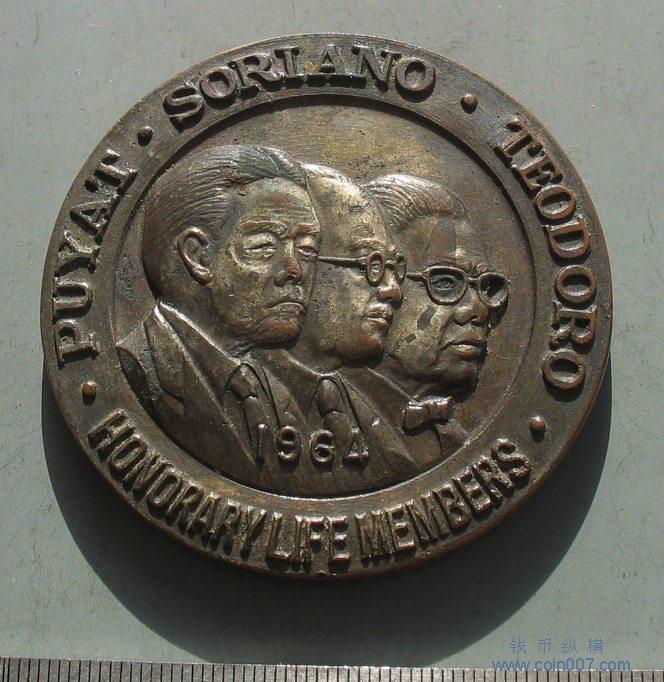 PUYAT · SORIANO · TEODORO
· HONORARY LIFE MEMBERS ·
1964
钱币纵横
www.coin007.com